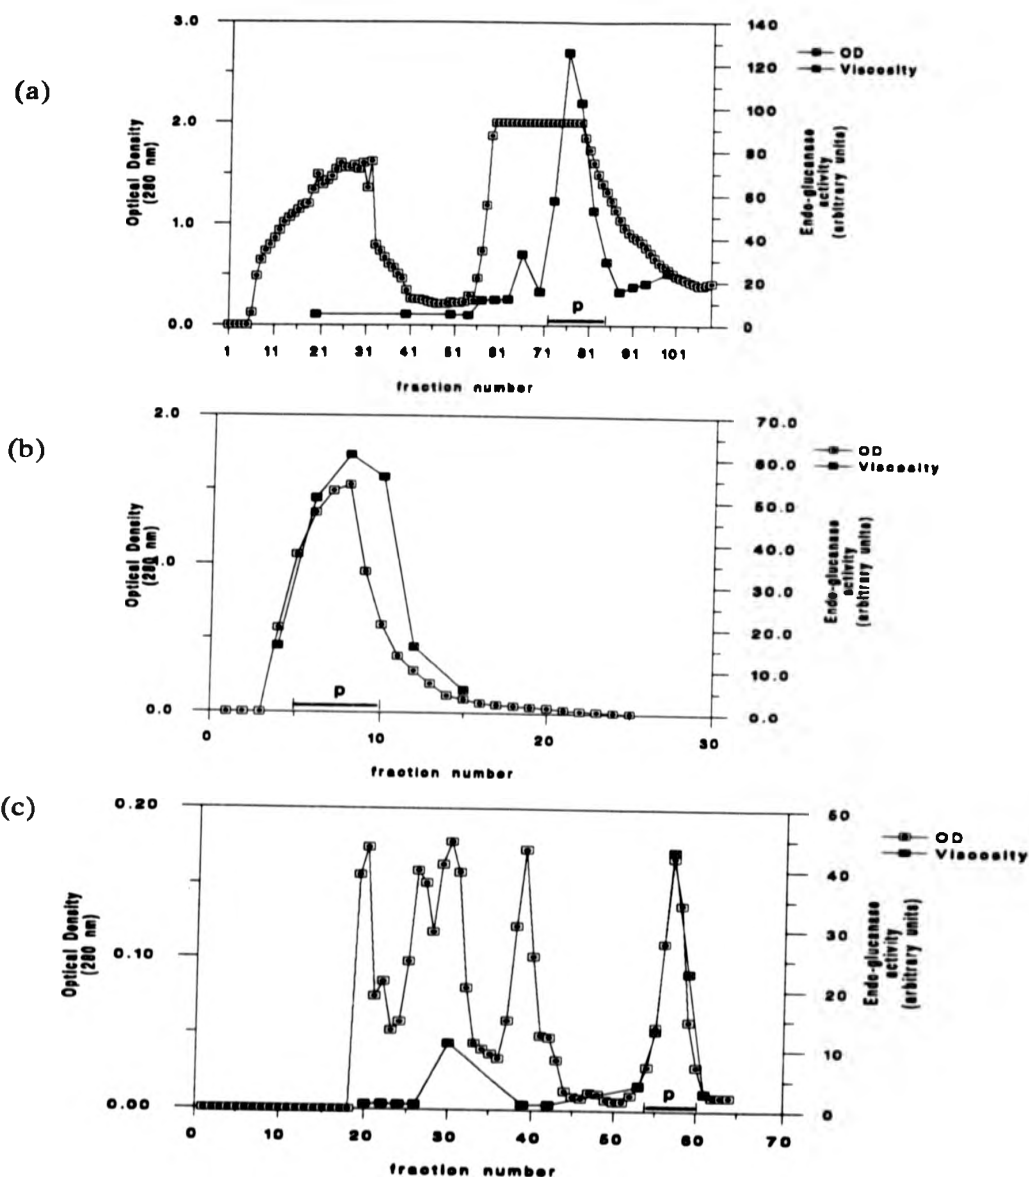 (a)
3.0
2.0
1.0
0.0
Optical Density
(280 nm)
140
120
100
80
60
40
20
0
Endo-glucanase
activity
(arbitrary units)
OD
Viscosity
P
1 11 21 31 41 51 61 71 81 91 101
fraction number
(b)
2.0
1.0
0.0
Optical Density
(280 nm)
70.0
60.0
50.0
40.0
30.0
20.0
10.0
0.0
Endo-glucanase
activity
(arbitrary units)
OD
Viscosity
P
0 10 20 30
fraction number
(c)
0.20
0.10
0.00
Optical Density
(280 nm)
50
40
30
20
10
0
Endo-glucanase
activity
(arbitrary units)
OD
Viscosity
P
0 10 20 30 40 50 60 70
fraction number